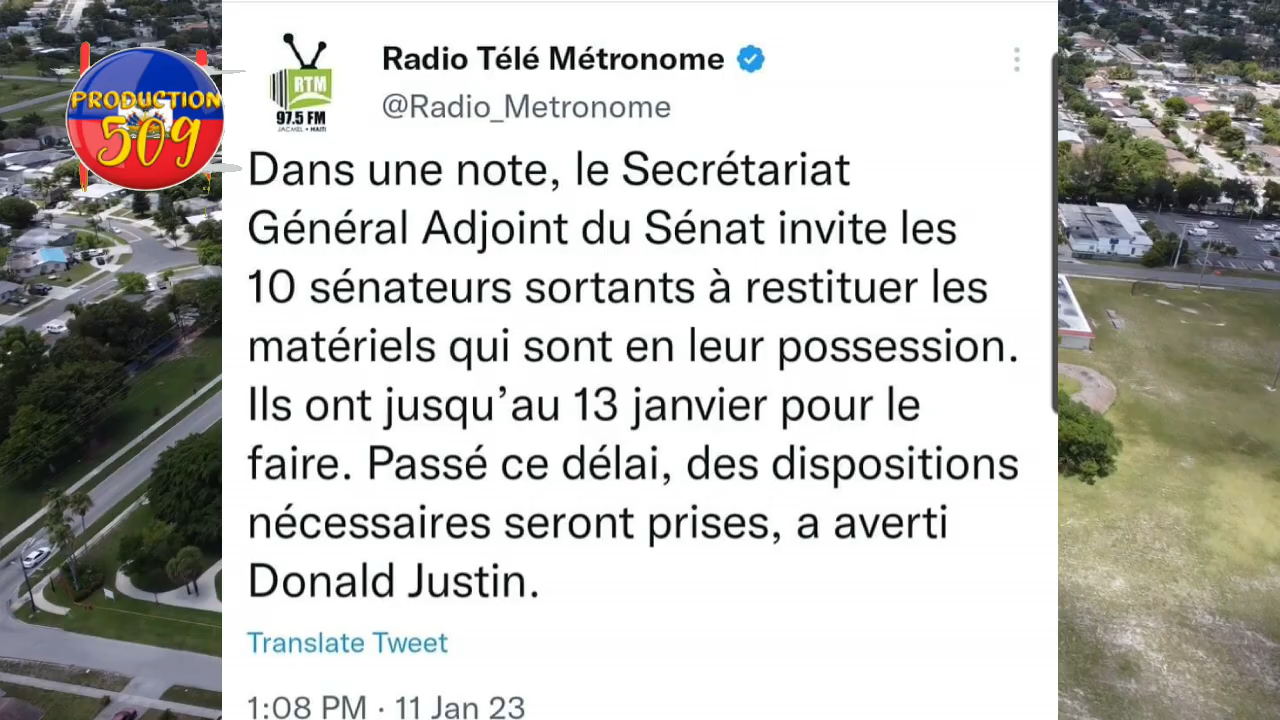 PRODUCTION
509
RTM
97.5 FM
JACMEL • HAITI
Radio Télé Métronome
@Radio_Metronome
Dans une note, le Secrétariat
Général Adjoint du Sénat invite les
10 sénateurs sortants à restituer les
matériels qui sont en leur possession.
Ils ont jusqu’au 13 janvier pour le
faire. Passé ce délai, des dispositions
nécessaires seront prises, a averti
Donald Justin.
Translate Tweet
1:08 PM · 11 Jan 23